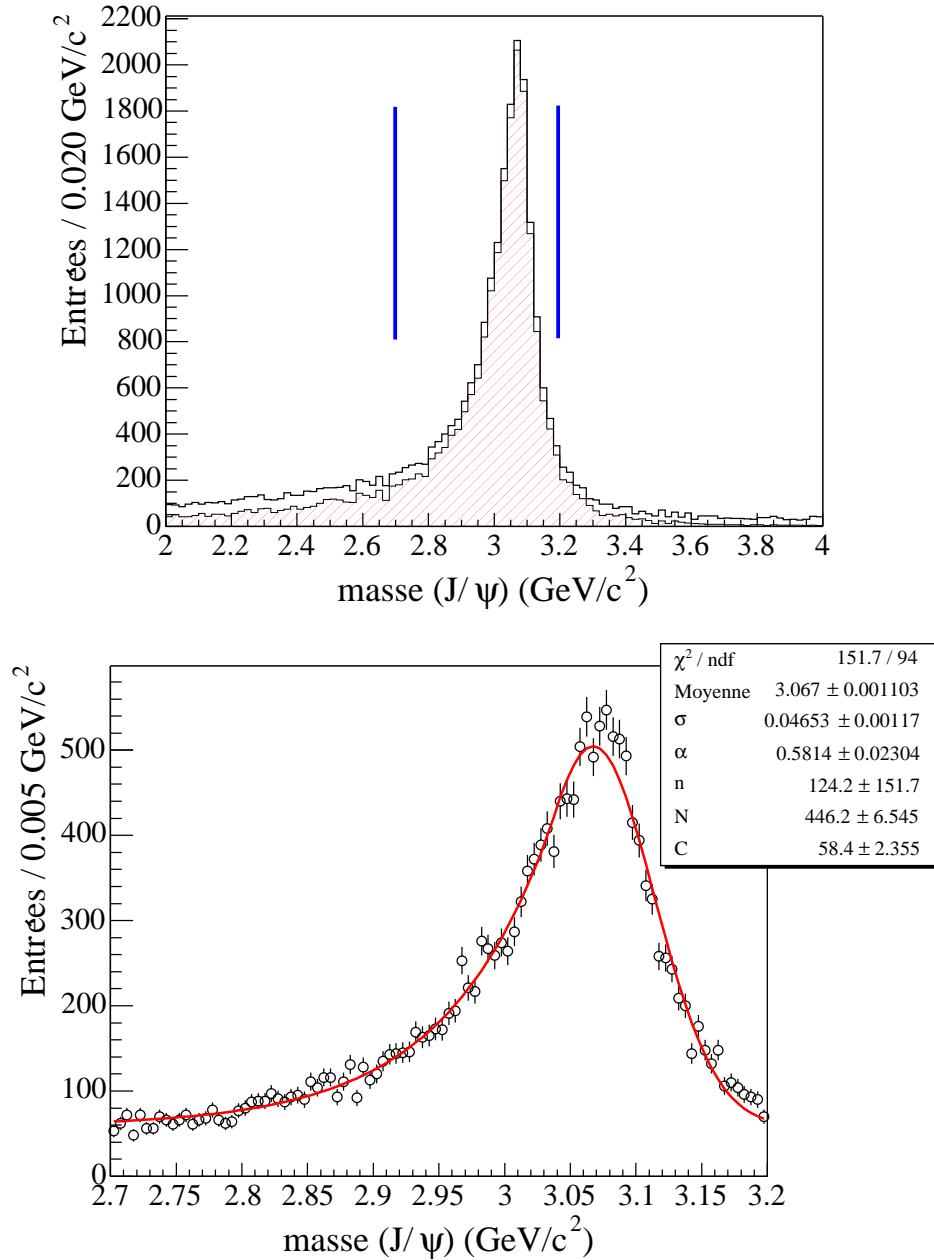 Entrées / 0.020 GeV/c²
2200
2000
1800
1600
1400
1200
1000
800
600
400
200
0
2 2.2 2.4 2.6 2.8 3 3.2 3.4 3.6 3.8 4
masse (J/ψ) (GeV/c²)
χ² / ndf 151.7 / 94
Moyenne 3.067 ± 0.001103
σ 0.04653 ± 0.00117
α 0.5814 ± 0.02304
n 124.2 ± 151.7
N 446.2 ± 6.545
C 58.4 ± 2.355
Entrées / 0.005 GeV/c²
500
400
300
200
100
0
2.7 2.75 2.8 2.85 2.9 2.95 3 3.05 3.1 3.15 3.2
masse (J/ψ) (GeV/c²)